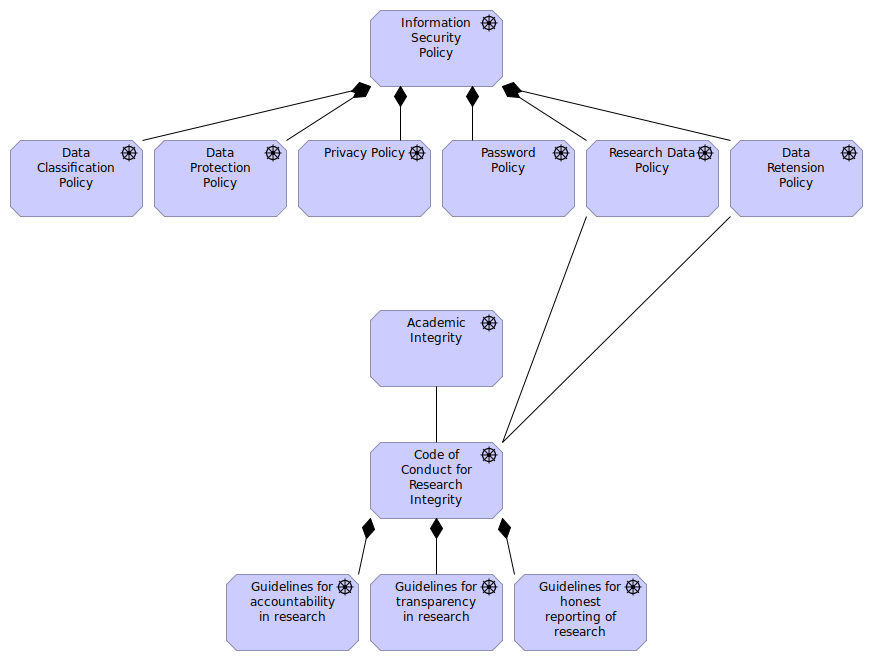 Information
Security
Policy
Data
Classification
Policy
Data
Protection
Policy
Privacy Policy
Password
Policy
Research Data
Policy
Data
Retension
Policy
Academic
Integrity
Code of
Conduct for
Research
Integrity
Guidelines for
accountability
in research
Guidelines for
transparency
in research
Guidelines for
honest
reporting of
research